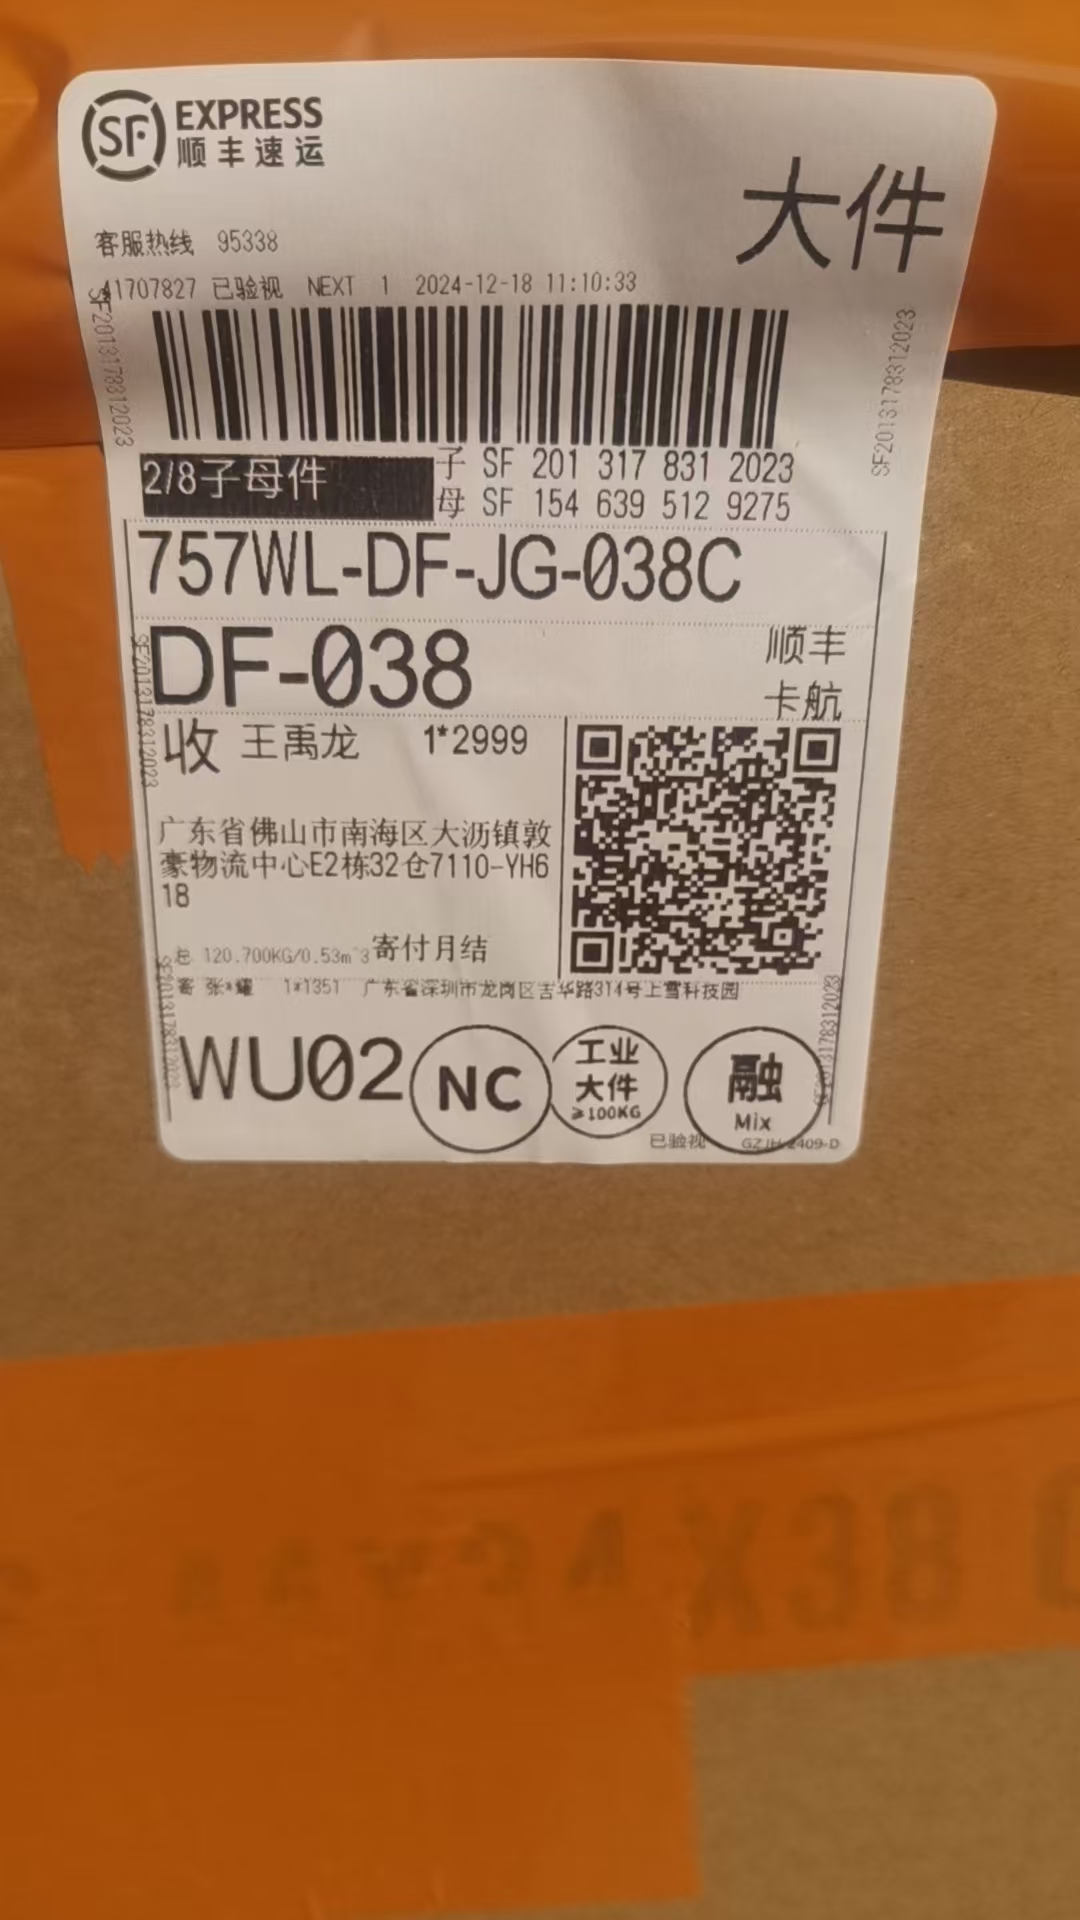 SF EXPRESS
顺丰速运
大件
客服热线 95338
41707827 已验视 NEXT 1 2024-12-18 11:10:33
SF2013178312023
SF2013178312023
2/8子母件
子 SF 201 317 831 2023
母 SF 154 639 512 9275
757WL-DF-JG-038C
DF-038
顺丰
卡航
SF2013178312023
收 王禹龙 1*2999
广东省佛山市南海区大沥镇敦
豪物流中心E2栋32仓7110-YH6
18
总 120.700KG/0.53m^3 寄付月结
寄 张*耀 1*1351 广东省深圳市龙岗区吉华路314号上雪科技园
SF2013178312023
SF2013178312023
WU02
NC
工业
大件
≥100KG
融
Mix
已验视 GZJH-2409-D